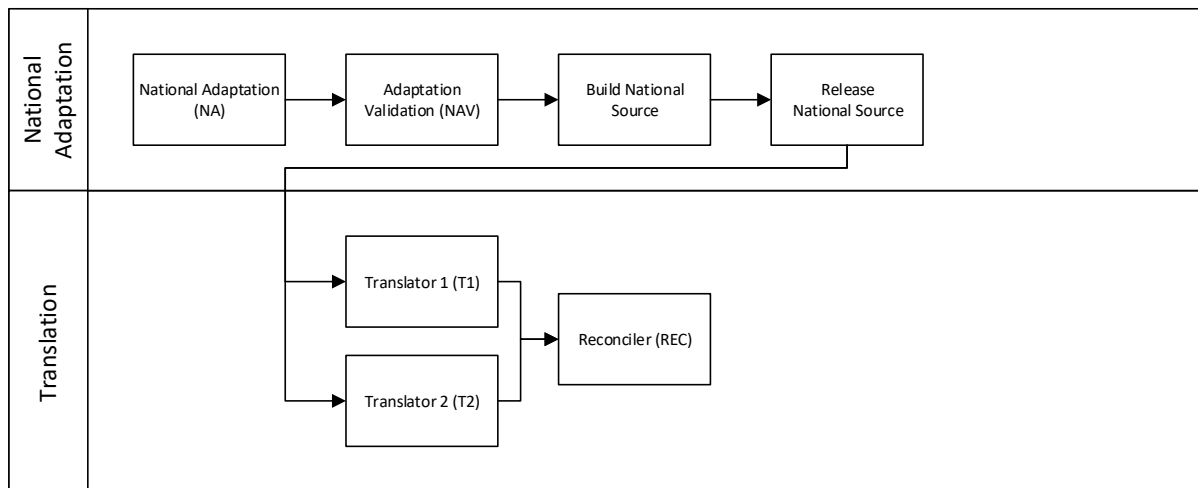 National
Adaptation
National Adaptation
(NA)
Adaptation
Validation (NAV)
Build National
Source
Release
National Source
Translation
Translator 1 (T1)
Translator 2 (T2)
Reconciler (REC)